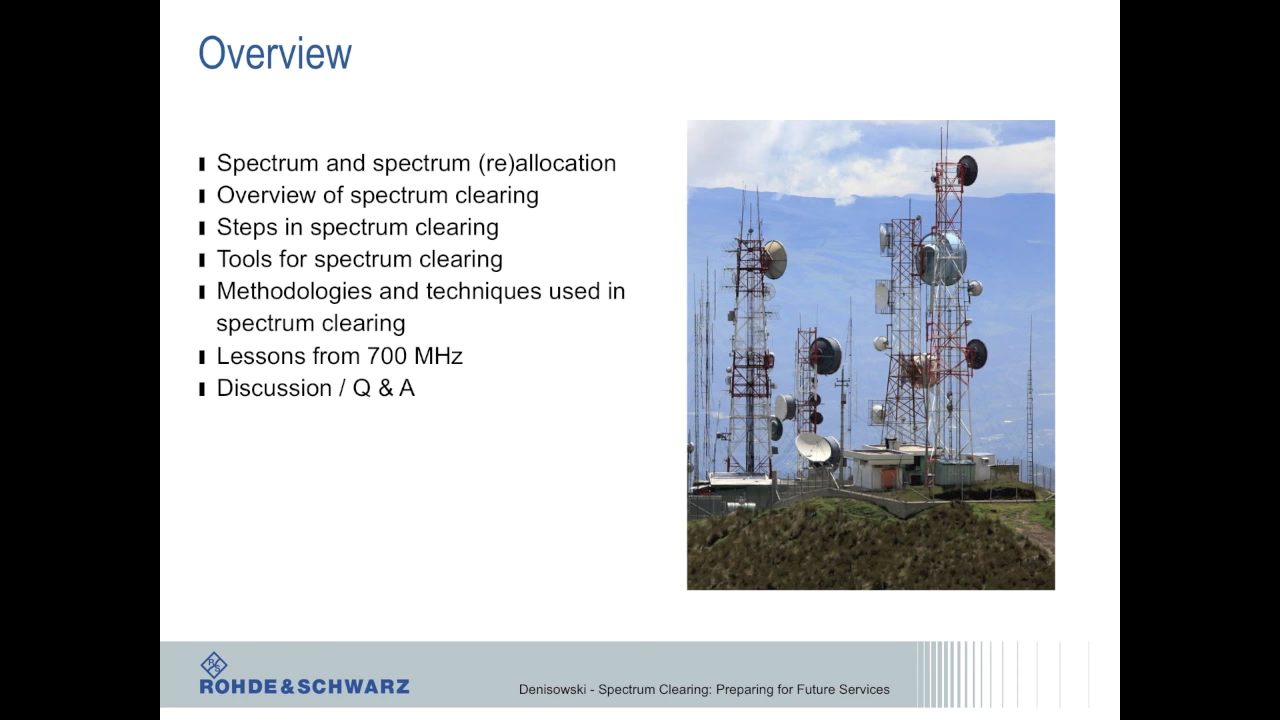 Overview
Spectrum and spectrum (re)allocation
Overview of spectrum clearing
Steps in spectrum clearing
Tools for spectrum clearing
Methodologies and techniques used in
spectrum clearing
Lessons from 700 MHz
Discussion / Q & A
R S
ROHDE&SCHWARZ
Denisowski - Spectrum Clearing: Preparing for Future Services